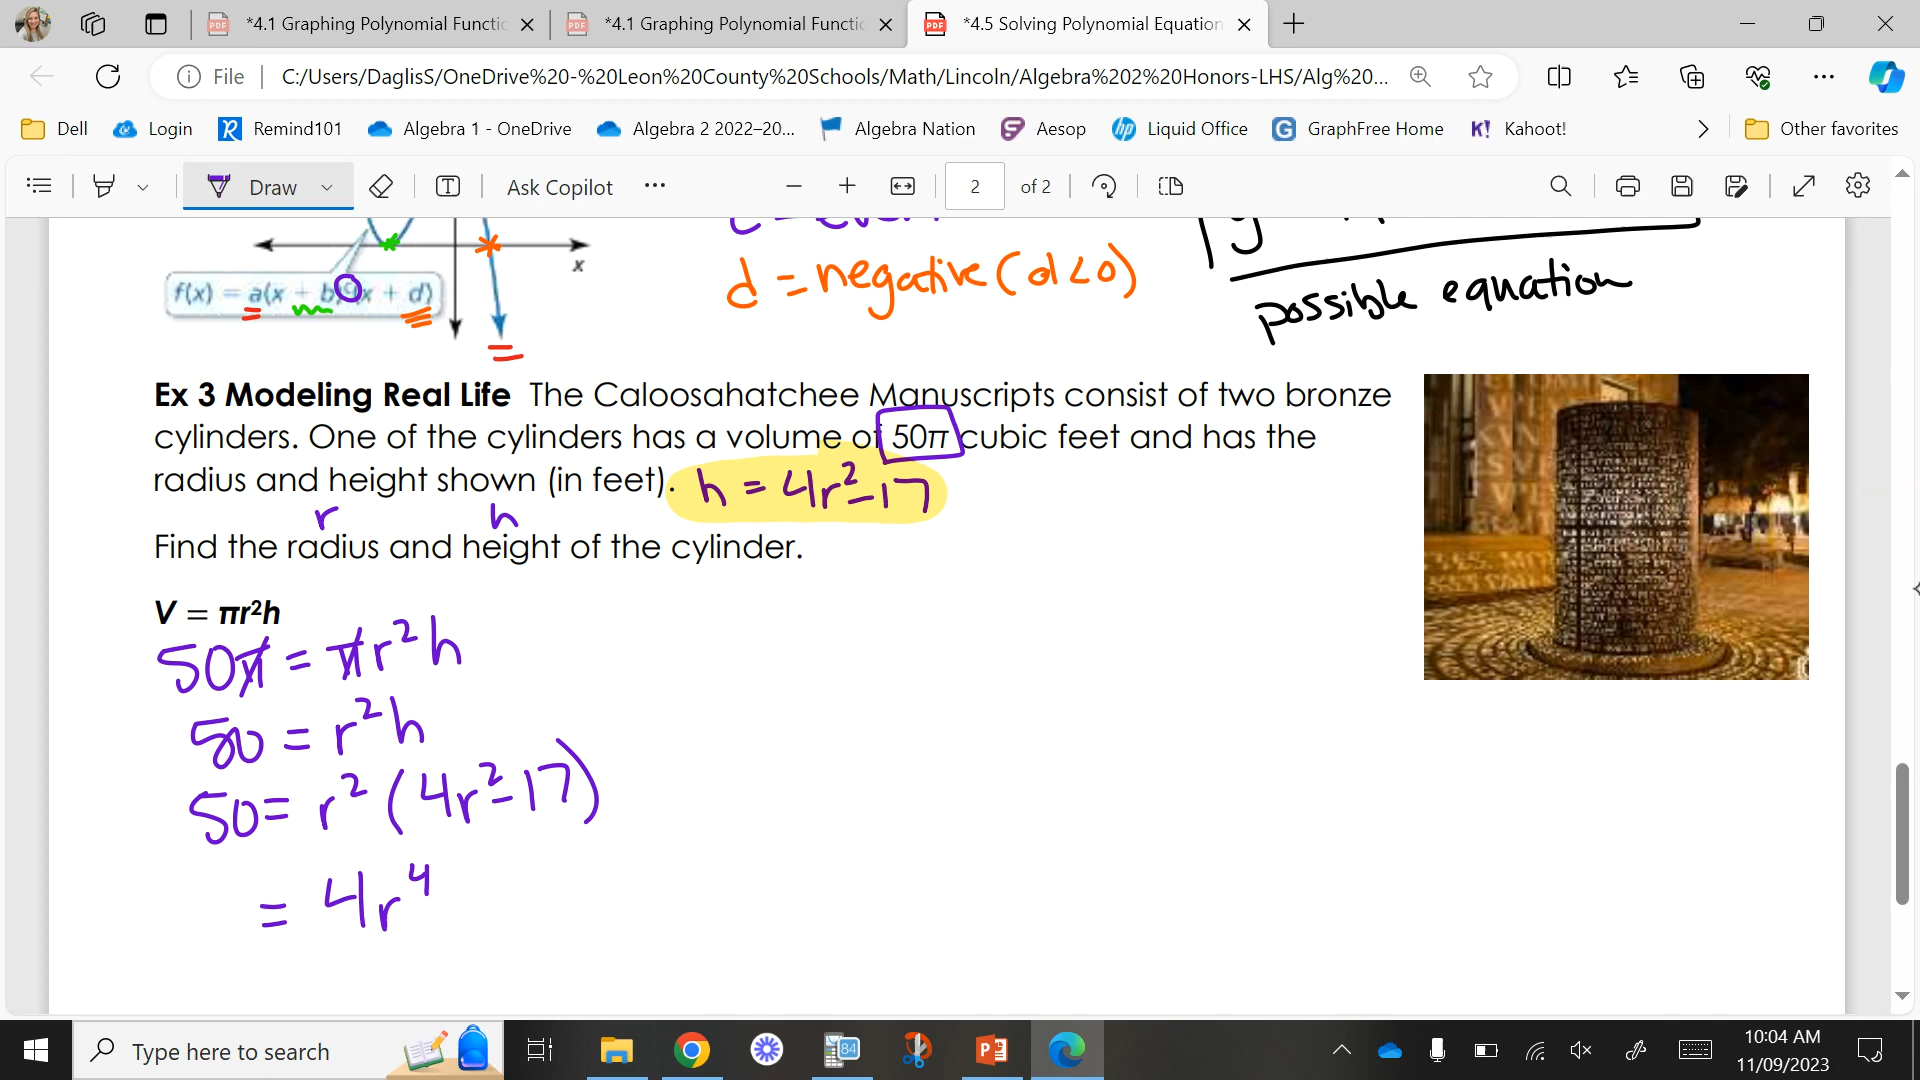 *4.1 Graphing Polynomial Functio
*4.1 Graphing Polynomial Functio
*4.5 Solving Polynomial Equation
File
C:/Users/DaglisS/OneDrive%20-%20Leon%20County%20Schools/Math/Lincoln/Algebra%202%20Honors-LHS/Alg%20...
Dell Login Remind101 Algebra 1 - OneDrive Algebra 2 2022–20... Algebra Nation Aesop Liquid Office GraphFree Home Kahoot! Other favorites
Draw Ask Copilot 2 of 2
x
f(x) = a(x + b)ᶜ(x + d)
d = negative (d < 0)
possible equation
Ex 3 Modeling Real Life The Caloosahatchee Manuscripts consist of two bronze
cylinders. One of the cylinders has a volume of 50π cubic feet and has the
radius and height shown (in feet). h = 4r²-17
r h
Find the radius and height of the cylinder.
V = πr²h
50π = πr²h
50 = r²h
50 = r²(4r²-17)
= 4r⁴
Type here to search
84
10:04 AM
11/09/2023